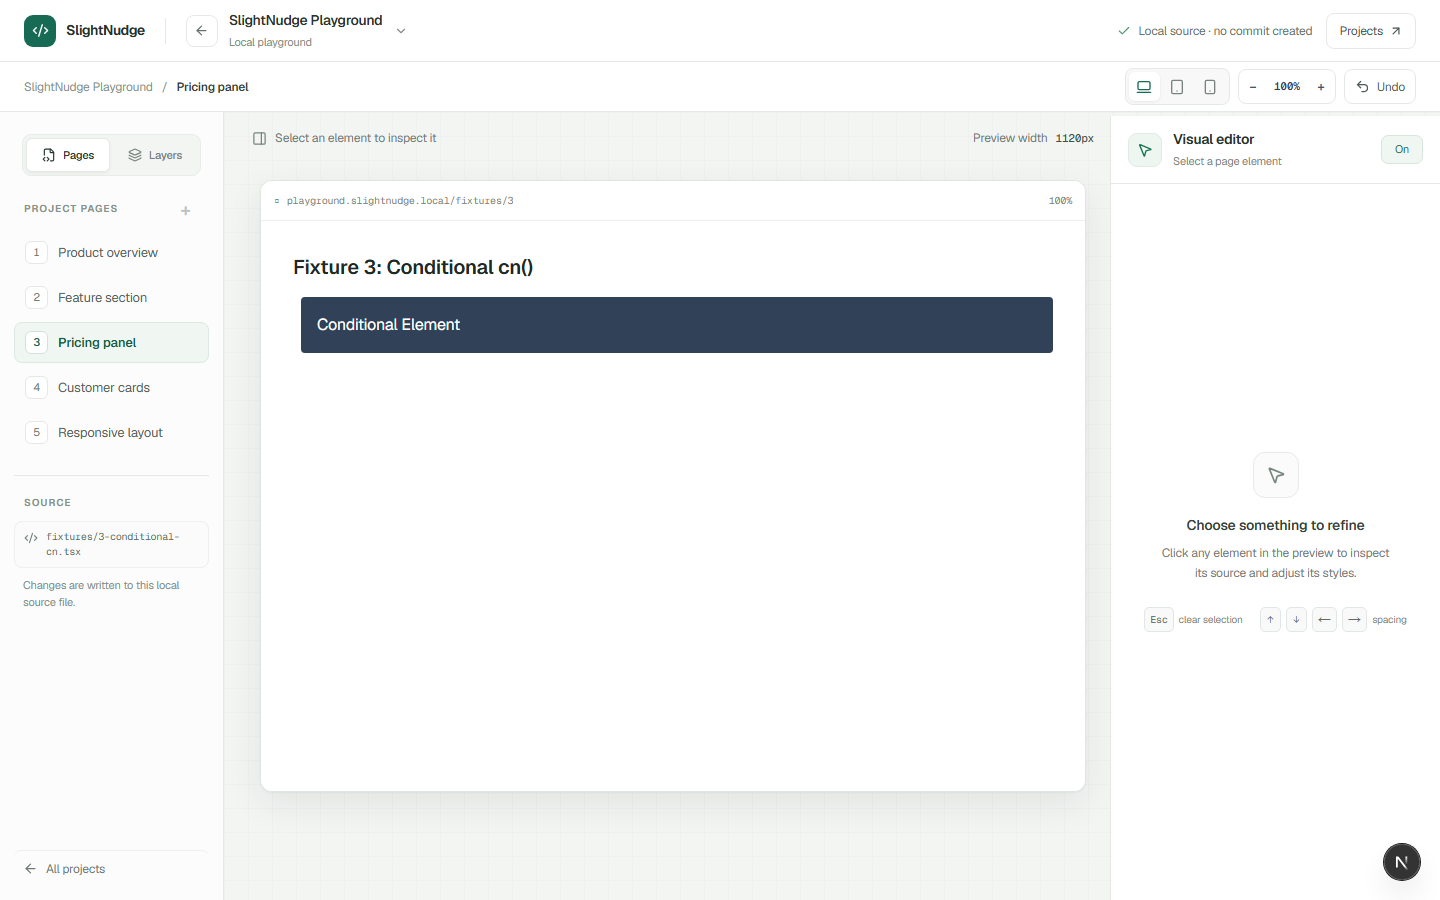 SlightNudge
SlightNudge Playground
Local playground
Local source · no commit created
Projects
SlightNudge Playground / Pricing panel
100%
Undo
Pages
Layers
PROJECT PAGES
1 Product overview
2 Feature section
3 Pricing panel
4 Customer cards
5 Responsive layout
SOURCE
fixtures/3-conditional-
cn.tsx
Changes are written to this local
source file.
All projects
Select an element to inspect it
Preview width 1120px
playground.slightnudge.local/fixtures/3
100%
Fixture 3: Conditional cn()
Conditional Element
Visual editor
Select a page element
On
Choose something to refine
Click any element in the preview to inspect
its source and adjust its styles.
Esc clear selection ↑ ↓ ← → spacing
N